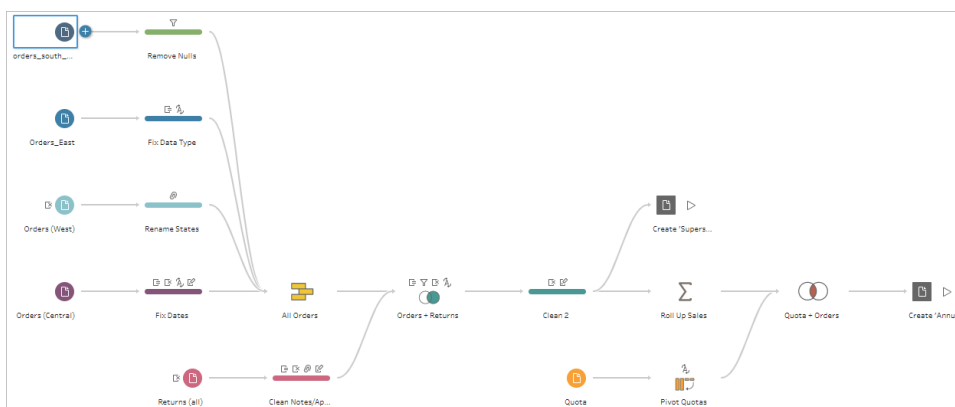 orders_south_...
Remove Nulls
Orders_East
Fix Data Type
Orders (West)
Rename States
Create 'Supers...
Orders (Central)
Fix Dates
All Orders
Orders + Returns
Clean 2
Roll Up Sales
Quota + Orders
Create 'Annu
Returns (all)
Clean Notes/Ap...
Quota
Pivot Quotas